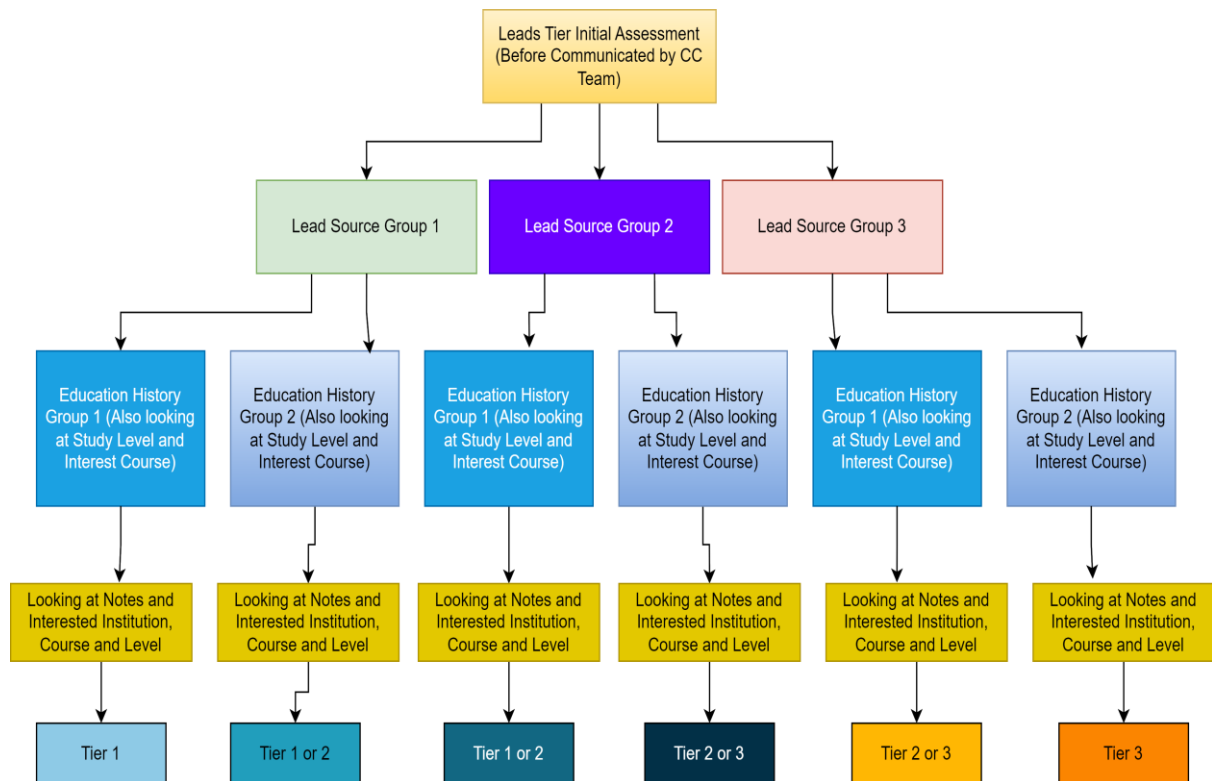 Leads Tier Initial Assessment
(Before Communicated by CC
Team)
Lead Source Group 1
Lead Source Group 2
Lead Source Group 3
Education History
Group 1 (Also looking
at Study Level and
Interest Course)
Education History
Group 2 (Also looking
at Study Level and
Interest Course)
Education History
Group 1 (Also looking
at Study Level and
Interest Course)
Education History
Group 2 (Also looking
at Study Level and
Interest Course)
Education History
Group 1 (Also looking
at Study Level and
Interest Course)
Education History
Group 2 (Also looking
at Study Level and
Interest Course)
Looking at Notes and
Interested Institution,
Course and Level
Looking at Notes and
Interested Institution,
Course and Level
Looking at Notes and
Interested Institution,
Course and Level
Looking at Notes and
Interested Institution,
Course and Level
Looking at Notes and
Interested Institution,
Course and Level
Looking at Notes and
Interested Institution,
Course and Level
Tier 1
Tier 1 or 2
Tier 1 or 2
Tier 2 or 3
Tier 2 or 3
Tier 3